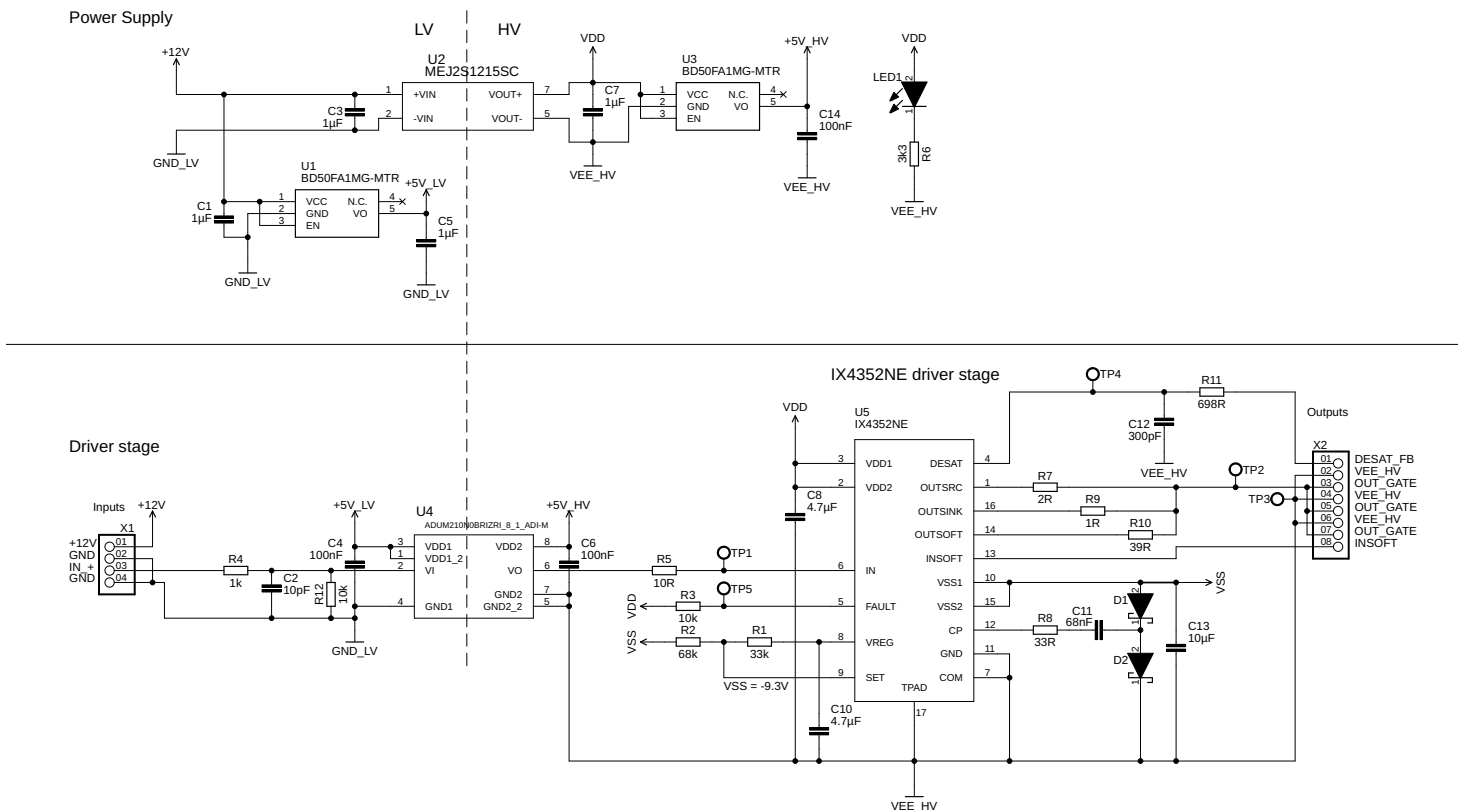 Power Supply
LV
HV
+12V
U2
MEJ2S1215SC
1
+VIN
VOUT+
7
2
-VIN
VOUT-
5
C3
1µF
GND_LV
VDD
C7
1µF
VEE_HV
U3
BD50FA1MG-MTR
1
VCC
N.C.
4
2
GND
VO
5
3
EN
+5V_HV
C14
100nF
VEE_HV
VDD
LED1
2
1
3k3
R6
VEE_HV
U1
BD50FA1MG-MTR
+5V_LV
1
VCC
N.C.
4
2
GND
VO
5
3
EN
C1
1µF
GND_LV
C5
1µF
GND_LV
Driver stage
Inputs
+12V
X1
+12V
01
GND
02
IN_+
03
GND
04
R4
1k
C2
10pF
R12
10k
C4
100nF
+5V_LV
GND_LV
U4
ADUM210N0BRIZRI_8_1_ADI-M
3
VDD1
VDD2
8
1
VDD1_2
2
VI
VO
6
GND2
7
4
GND1
GND2_2
5
+5V_HV
C6
100nF
R5
10R
TP1
TP5
VDD
R3
10k
VSS
R2
68k
R1
33k
VSS = -9.3V
C10
4.7µF
IX4352NE driver stage
VDD
C8
4.7µF
U5
IX4352NE
3
VDD1
DESAT
4
2
VDD2
OUTSRC
1
OUTSINK
16
OUTSOFT
14
INSOFT
13
6
IN
VSS1
10
5
FAULT
VSS2
15
CP
12
8
VREG
GND
11
9
SET
COM
7
TPAD
17
VEE_HV
TP4
R11
698R
C12
300pF
VEE_HV
R7
2R
R9
1R
R10
39R
TP2
TP3
R8
33R
C11
68nF
D1
2
1
D2
2
1
C13
10µF
VSS
Outputs
X2
01
DESAT_FB
02
VEE_HV
03
OUT_GATE
04
VEE_HV
05
OUT_GATE
06
VEE_HV
07
OUT_GATE
08
INSOFT